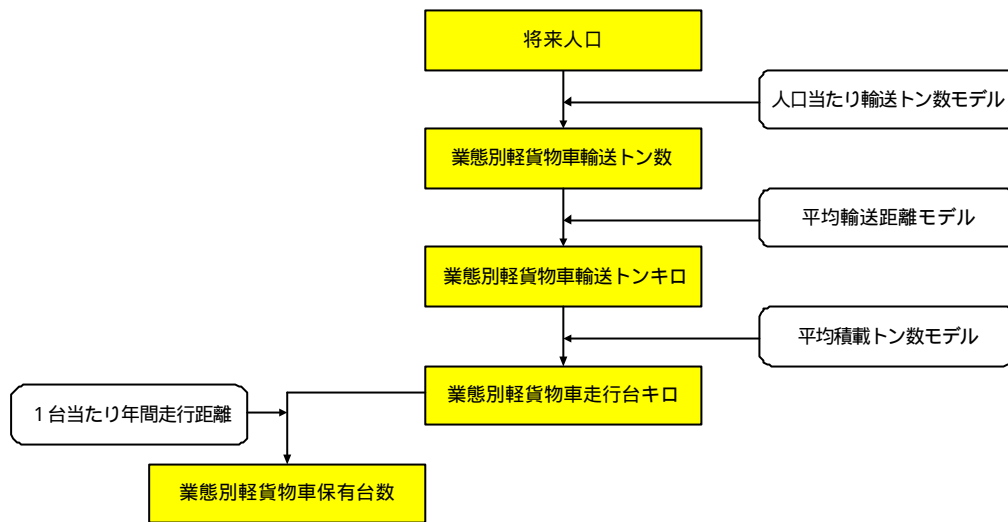 将来人口
人口当たり輸送トン数モデル
業態別軽貨物車輸送トン数
平均輸送距離モデル
業態別軽貨物車輸送トンキロ
平均積載トン数モデル
業態別軽貨物車走行台キロ
１台当たり年間走行距離
業態別軽貨物車保有台数